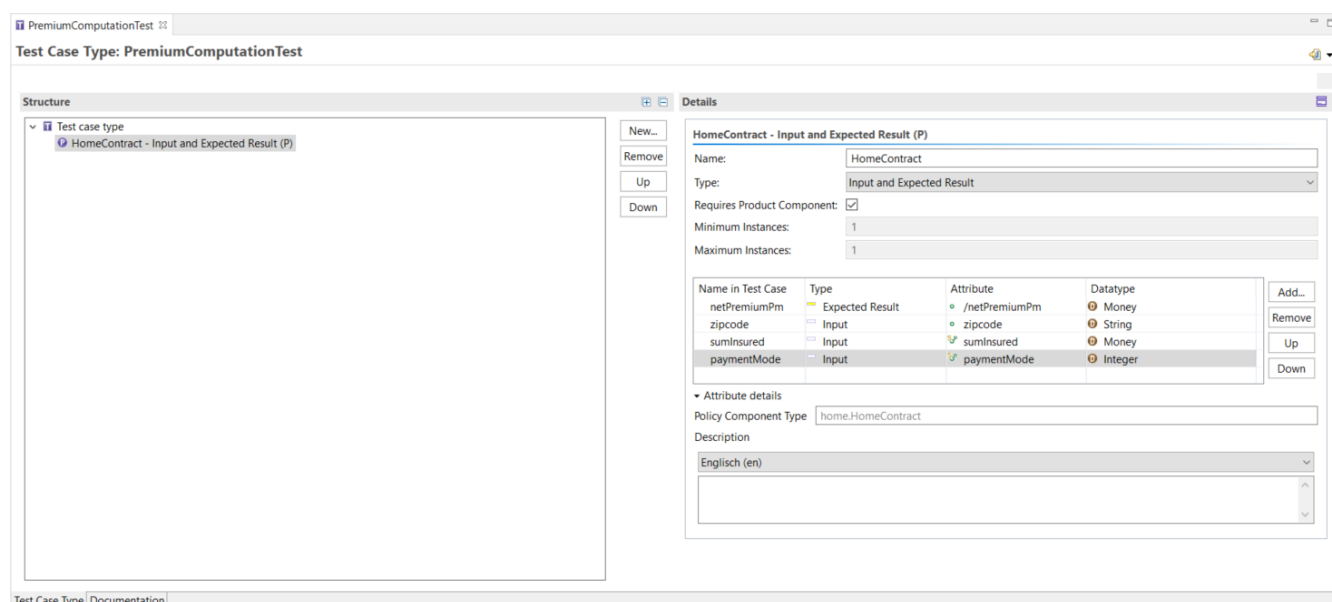 PremiumComputationTest
Test Case Type: PremiumComputationTest
Structure
Test case type
HomeContract - Input and Expected Result (P)
New...
Remove
Up
Down
Details
HomeContract - Input and Expected Result (P)
Name: HomeContract
Type: Input and Expected Result
Requires Product Component:
Minimum Instances: 1
Maximum Instances: 1
Name in Test Case Type Attribute Datatype
netPremiumPm Expected Result /netPremiumPm Money
zipcode Input zipcode String
sumInsured Input sumInsured Money
paymentMode Input paymentMode Integer
Add...
Remove
Up
Down
Attribute details
Policy Component Type home.HomeContract
Description
Englisch (en)
Test Case Type Documentation